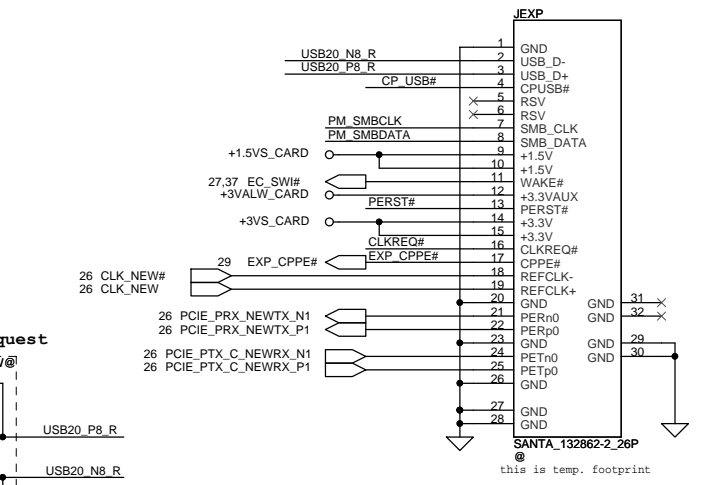 JEXP
1 GND
USB20_N8_R 2 USB_D-
USB20_P8_R 3 USB_D+
CP_USB# 4 CPUSB#
5 RSV
6 RSV
PM_SMBCLK 7 SMB_CLK
PM_SMBDATA 8 SMB_DATA
+1.5VS_CARD 9 +1.5V
10 +1.5V
27,37 EC_SWI# 11 WAKE#
+3VALW_CARD 12 +3.3VAUX
PERST# 13 PERST#
+3VS_CARD 14 +3.3V
15 +3.3V
CLKREQ# 16 CLKREQ#
29 EXP_CPPE# EXP_CPPE# 17 CPPE#
26 CLK_NEW# 18 REFCLK-
26 CLK_NEW 19 REFCLK+
20 GND GND 31
26 PCIE_PRX_NEWTX_N1 21 PERn0 GND 32
26 PCIE_PRX_NEWTX_P1 22 PERp0
23 GND GND 29
26 PCIE_PTX_C_NEWRX_N1 24 PETn0 GND 30
26 PCIE_PTX_C_NEWRX_P1 25 PETp0
26 GND
27 GND
28 GND
SANTA_132862-2_26P
@
this is temp. footprint
quest
@
USB20_P8_R
USB20_N8_R